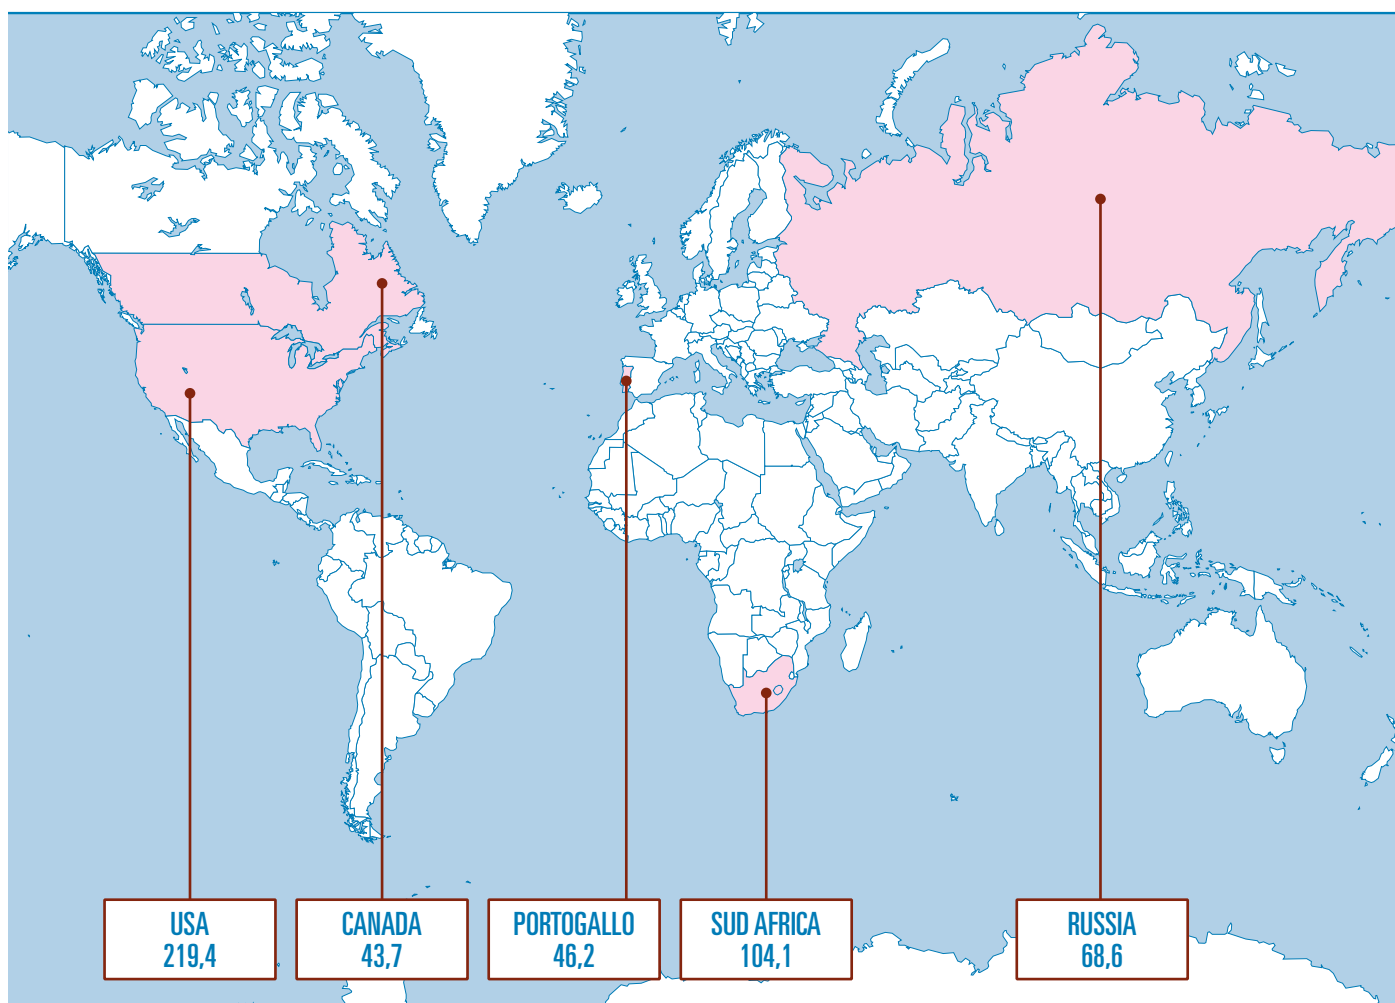 USA
219,4
CANADA
43,7
PORTOGALLO
46,2
SUD AFRICA
104,1
RUSSIA
68,6